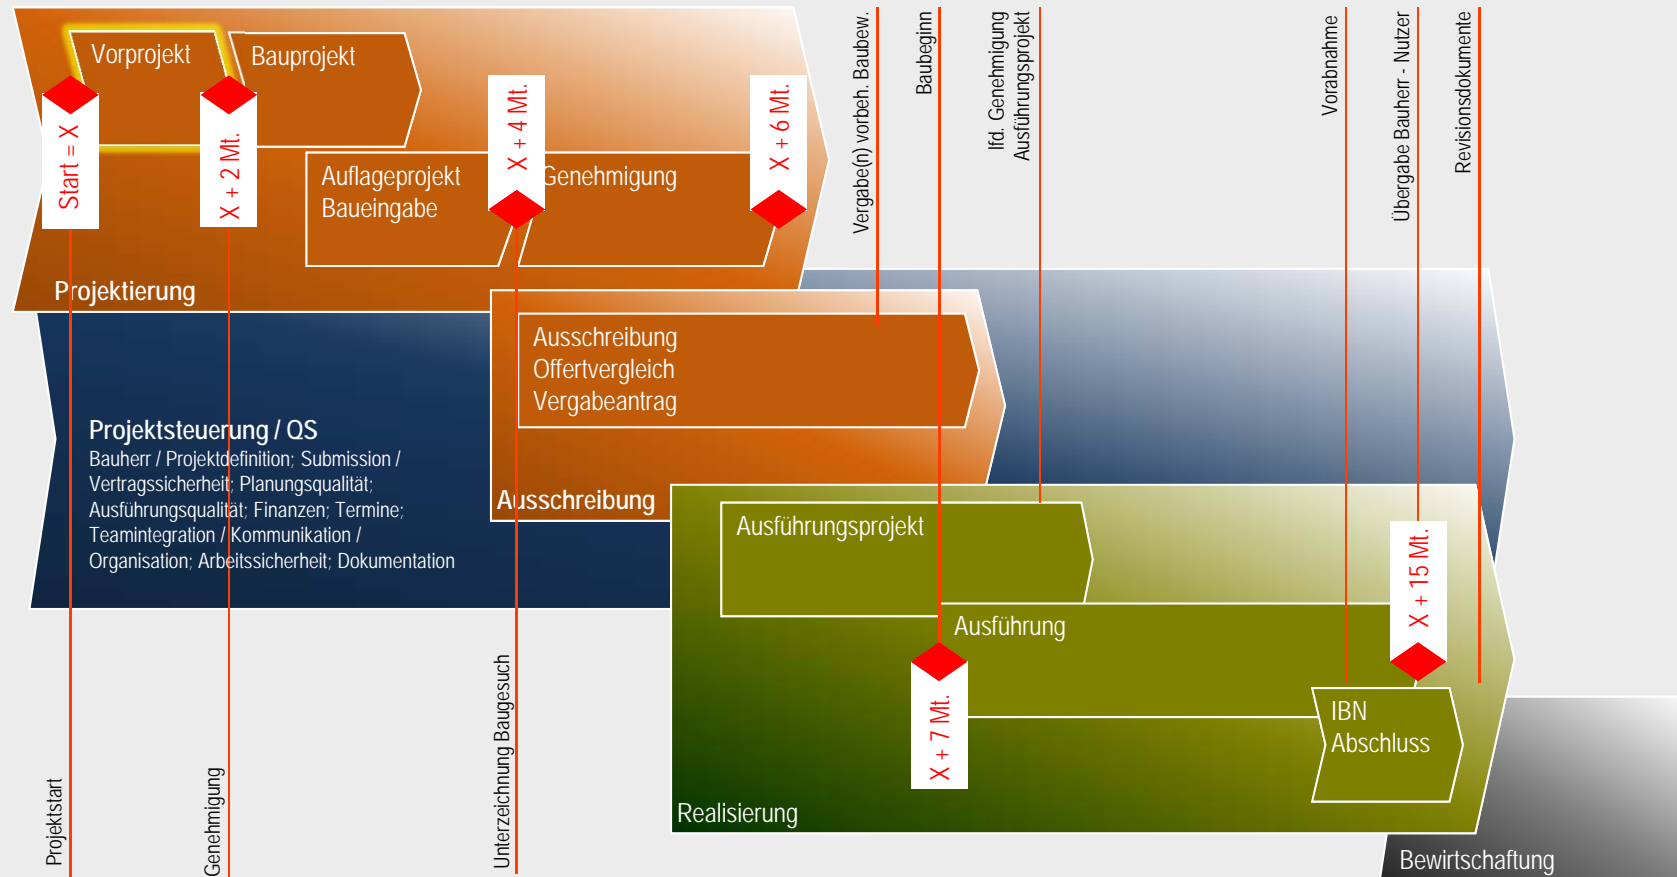 Vorprojekt
Bauprojekt
Start = X
X + 2 Mt.
X + 4 Mt.
X + 6 Mt.
Auflageprojekt
Baueingabe
Genehmigung
Projektierung
Vergabe(n) vorbeh. Baubew.
Baubeginn
lfd. Genehmigung
Ausführungsprojekt
Vorabnahme
Übergabe Bauherr - Nutzer
Revisionsdokumente
Ausschreibung
Offertvergleich
Vergabeantrag
Ausschreibung
Projektsteuerung / QS
Bauherr / Projektdefinition; Submission /
Vertragssicherheit; Planungsqualität;
Ausführungsqualität; Finanzen; Termine;
Teamintegration / Kommunikation /
Organisation; Arbeitssicherheit; Dokumentation
Ausführungsprojekt
Ausführung
X + 7 Mt.
X + 15 Mt.
IBN
Abschluss
Realisierung
Projektstart
Genehmigung
Unterzeichnung Baugesuch
Bewirtschaftung